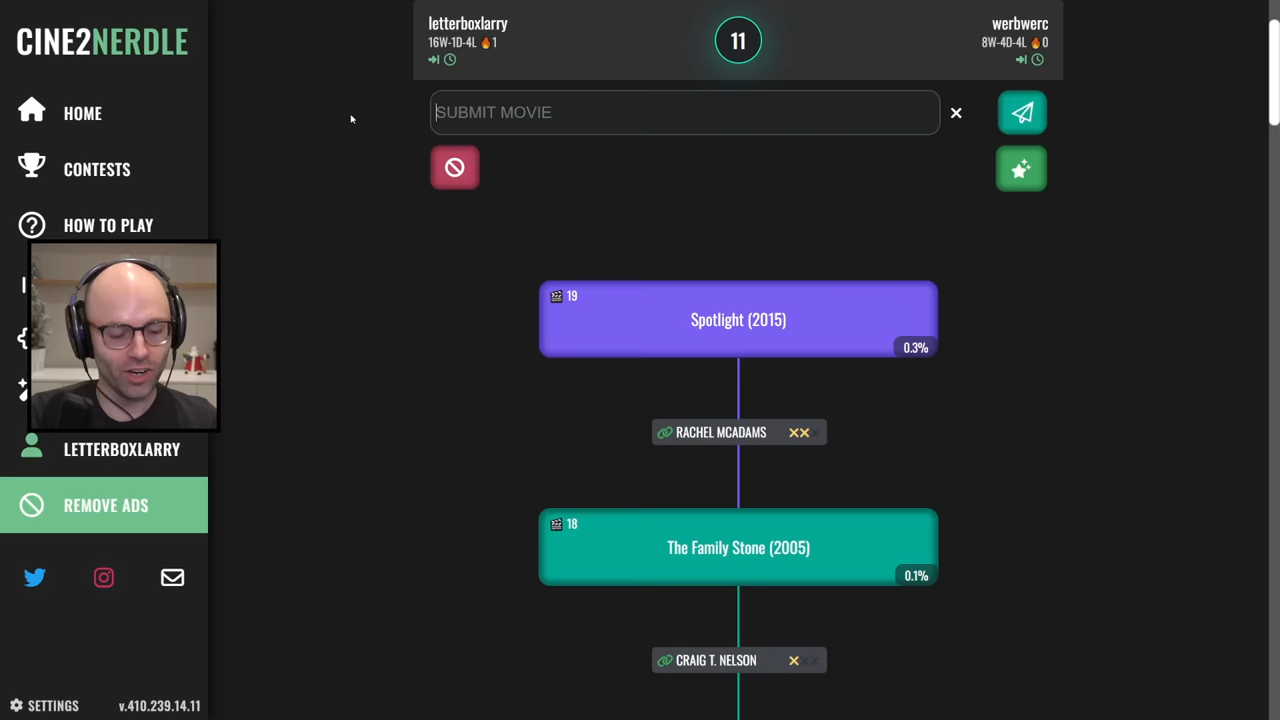 CINE2NERDLE
HOME
CONTESTS
HOW TO PLAY
LETTERBOXLARRY
REMOVE ADS
SETTINGS
v.410.239.14.11
letterboxlarry
16W-1D-4L 🔥1
11
werbwerc
8W-4D-4L 🔥0
SUBMIT MOVIE
19
Spotlight (2015)
0.3%
RACHEL MCADAMS
18
The Family Stone (2005)
0.1%
CRAIG T. NELSON